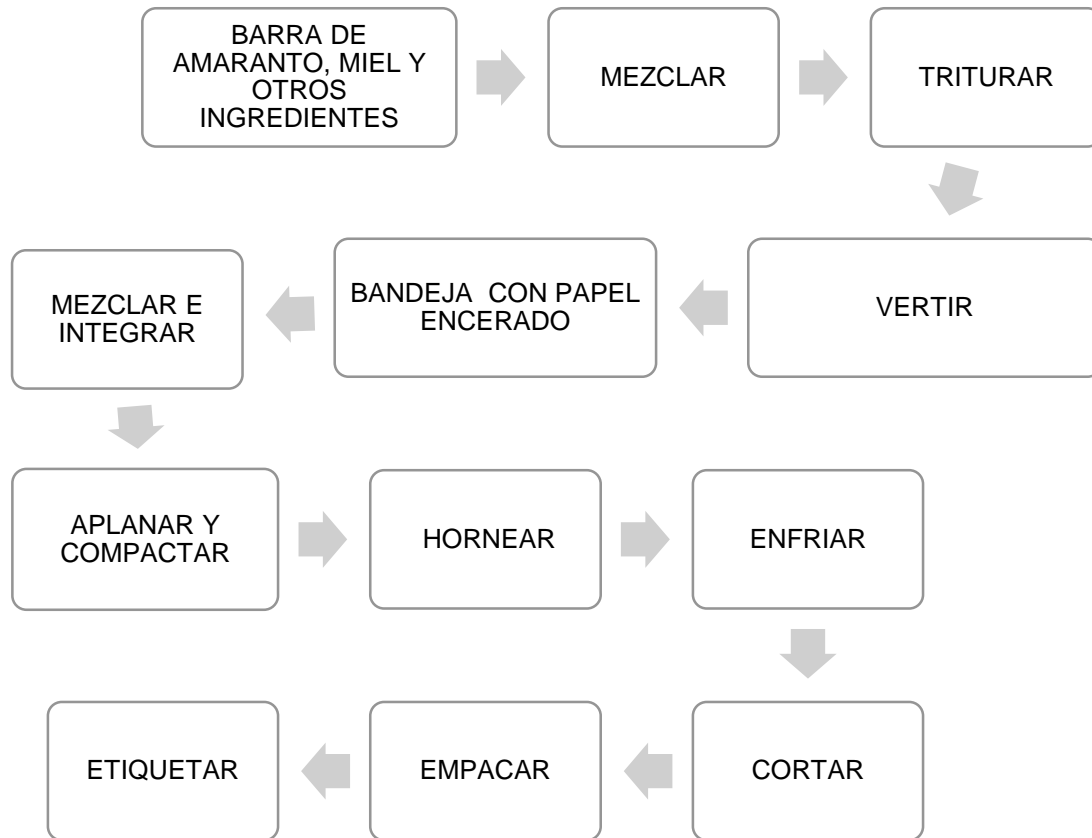 BARRA DE
AMARANTO, MIEL Y
OTROS
INGREDIENTES
MEZCLAR
TRITURAR
VERTIR
BANDEJA  CON PAPEL
ENCERADO
MEZCLAR E
INTEGRAR
APLANAR Y
COMPACTAR
HORNEAR
ENFRIAR
CORTAR
EMPACAR
ETIQUETAR